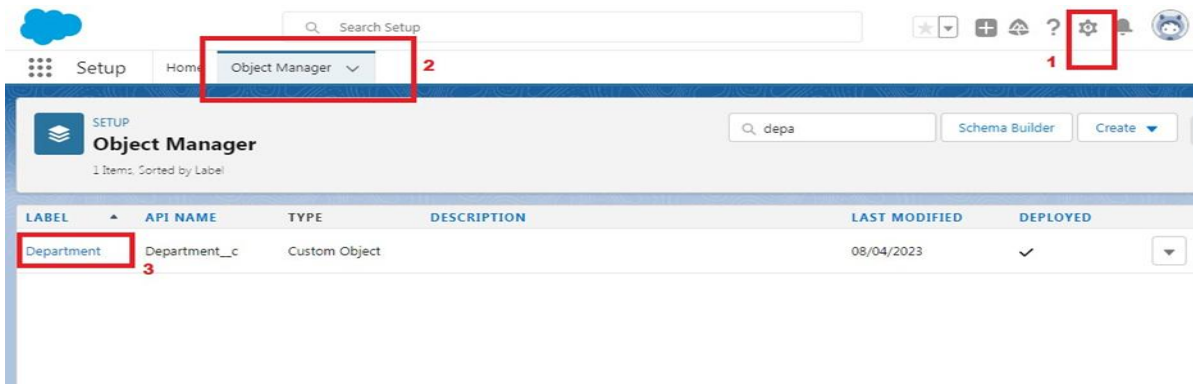 Search Setup
?
1
Setup Home Object Manager 2
SETUP
Object Manager
1 Items, Sorted by Label
depa
Schema Builder
Create
LABEL API NAME TYPE DESCRIPTION LAST MODIFIED DEPLOYED
Department Department__c Custom Object 08/04/2023
3